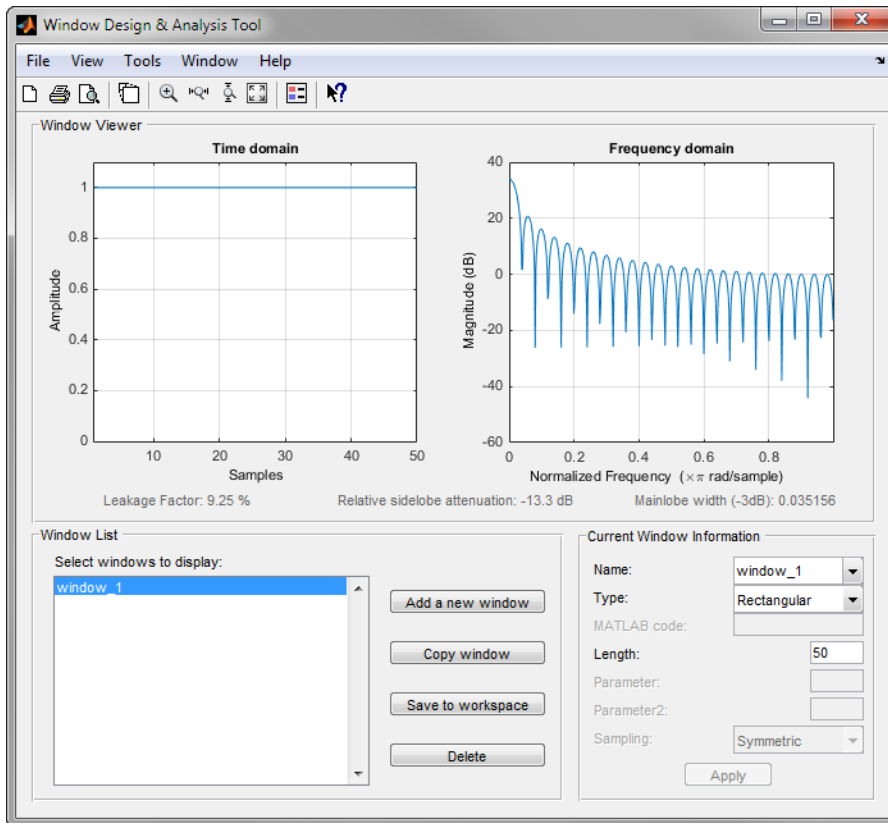 Window Design & Analysis Tool
File View Tools Window Help
Window Viewer
Time domain
Amplitude
1
0.8
0.6
0.4
0.2
0
10 20 30 40 50
Samples
Frequency domain
Magnitude (dB)
40
20
0
-20
-40
-60
0 0.2 0.4 0.6 0.8
Normalized Frequency (×π rad/sample)
Leakage Factor: 9.25 % Relative sidelobe attenuation: -13.3 dB Mainlobe width (-3dB): 0.035156
Window List
Select windows to display:
window_1
Add a new window
Copy window
Save to workspace
Delete
Current Window Information
Name: window_1
Type: Rectangular
MATLAB code:
Length: 50
Parameter:
Parameter2:
Sampling: Symmetric
Apply